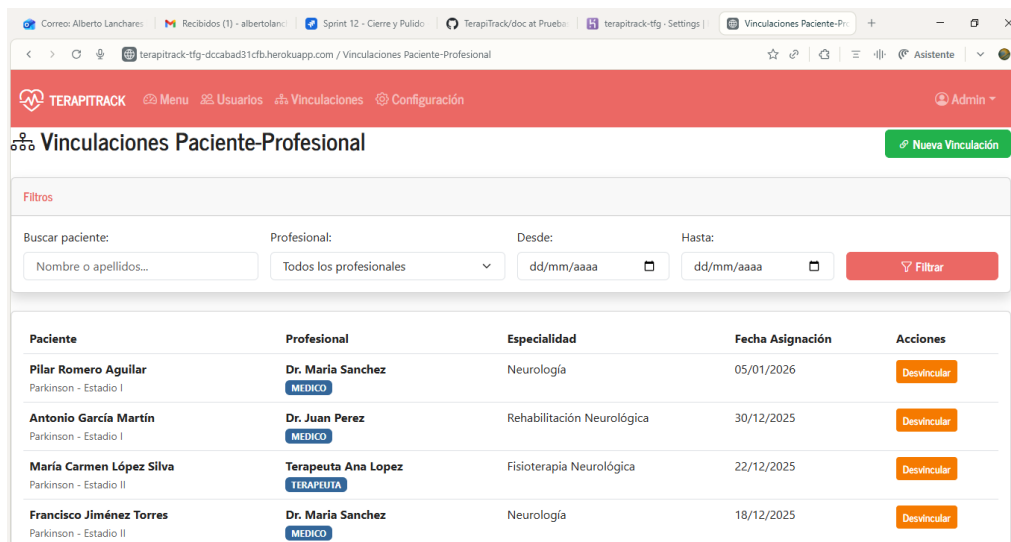 Correo: Alberto Lanchares
Recibidos (1) - albertoland
Sprint 12 - Cierre y Pulido
TerapiTrack/doc at Prueba
terapitrack-tfg · Settings |
Vinculaciones Paciente-Pro
terapitrack-tfg-dccabad31cfb.herokuapp.com / Vinculaciones Paciente-Profesional
Asistente
TERAPITRACK Menu Usuarios Vinculaciones Configuración Admin
Vinculaciones Paciente-Profesional
Nueva Vinculación
Filtros
Buscar paciente: Profesional: Desde: Hasta:
Nombre o apellidos... Todos los profesionales dd/mm/aaaa dd/mm/aaaa Filtrar
Paciente Profesional Especialidad Fecha Asignación Acciones
Pilar Romero Aguilar Dr. Maria Sanchez Neurología 05/01/2026 Desvincular
Parkinson - Estadio I MEDICO
Antonio García Martín Dr. Juan Perez Rehabilitación Neurológica 30/12/2025 Desvincular
Parkinson - Estadio I MEDICO
María Carmen López Silva Terapeuta Ana Lopez Fisioterapia Neurológica 22/12/2025 Desvincular
Parkinson - Estadio II TERAPEUTA
Francisco Jiménez Torres Dr. Maria Sanchez Neurología 18/12/2025 Desvincular
Parkinson - Estadio II MEDICO